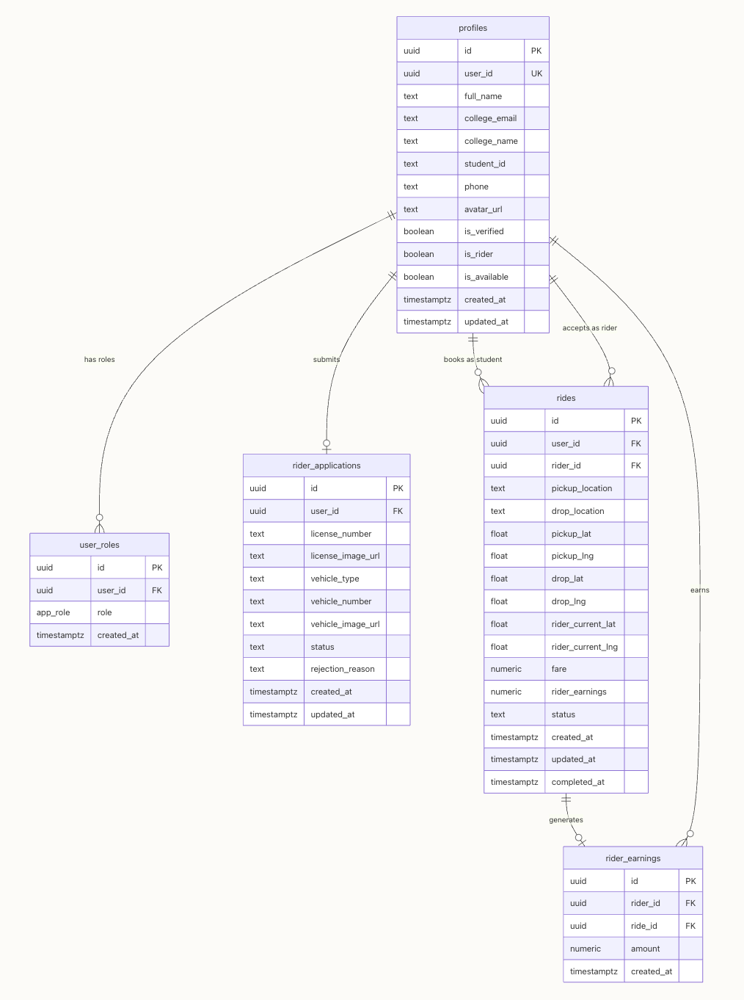 profiles
uuid id PK
uuid user_id UK
text full_name
text college_email
text college_name
text student_id
text phone
text avatar_url
boolean is_verified
boolean is_rider
boolean is_available
timestamptz created_at
timestamptz updated_at
accepts as rider
has roles
submits
books as student
rides
uuid id PK
uuid user_id FK
uuid rider_id FK
text pickup_location
text drop_location
float pickup_lat
float pickup_lng
float drop_lat
float drop_lng
float rider_current_lat
float rider_current_lng
numeric fare
numeric rider_earnings
text status
timestamptz created_at
timestamptz updated_at
timestamptz completed_at
rider_applications
uuid id PK
uuid user_id FK
text license_number
text license_image_url
text vehicle_type
text vehicle_number
text vehicle_image_url
text status
text rejection_reason
timestamptz created_at
timestamptz updated_at
user_roles
uuid id PK
uuid user_id FK
app_role role
timestamptz created_at
earns
generates
rider_earnings
uuid id PK
uuid rider_id FK
uuid ride_id FK
numeric amount
timestamptz created_at